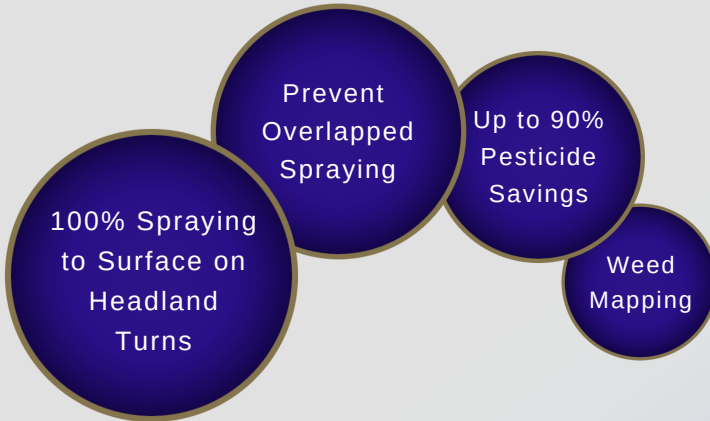 100% Spraying
to Surface on
Headland
Turns
Prevent
Overlapped
Spraying
Up to 90%
Pesticide
Savings
Weed
Mapping